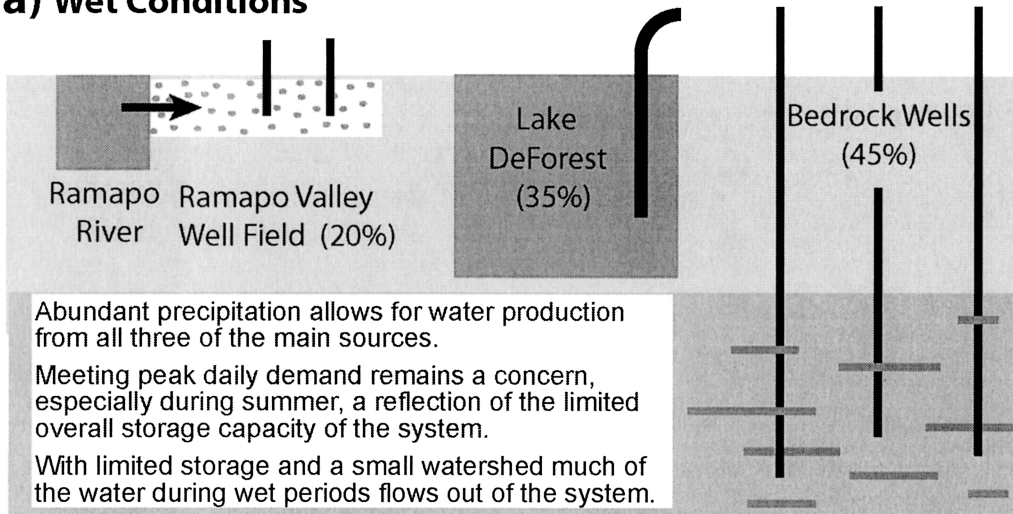 a) Wet Conditions
Lake
DeForest
(35%)
Bedrock Wells
(45%)
Ramapo
River
Ramapo Valley
Well Field (20%)
Abundant precipitation allows for water production
from all three of the main sources.
Meeting peak daily demand remains a concern,
especially during summer, a reflection of the limited
overall storage capacity of the system.
With limited storage and a small watershed much of
the water during wet periods flows out of the system.